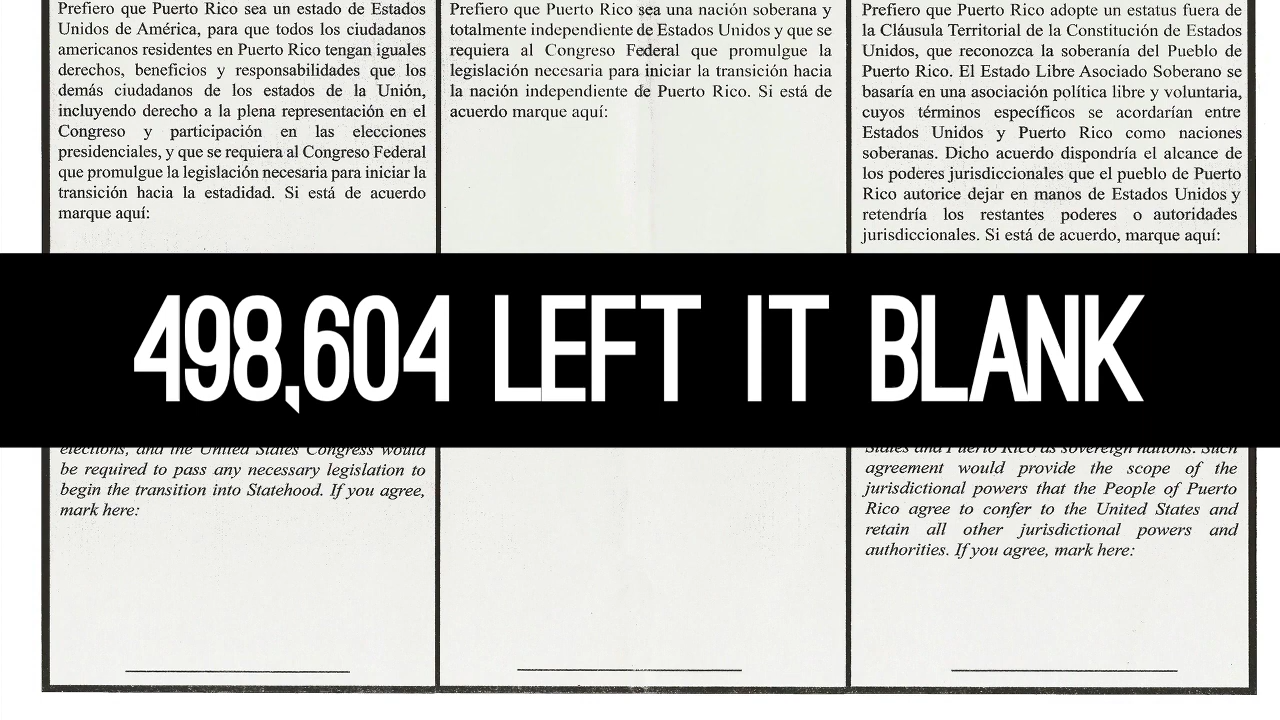 Prefiero que Puerto Rico sea un estado de Estados
Unidos de América, para que todos los ciudadanos
americanos residentes en Puerto Rico tengan iguales
derechos, beneficios y responsabilidades que los
demás ciudadanos de los estados de la Unión,
incluyendo derecho a la plena representación en el
Congreso y participación en las elecciones
presidenciales, y que se requiera al Congreso Federal
que promulgue la legislación necesaria para iniciar la
transición hacia la estadidad. Si está de acuerdo
marque aquí:
Prefiero que Puerto Rico sea una nación soberana y
totalmente independiente de Estados Unidos y que se
requiera al Congreso Federal que promulgue la
legislación necesaria para iniciar la transición hacia
la nación independiente de Puerto Rico. Si está de
acuerdo marque aquí:
Prefiero que Puerto Rico adopte un estatus fuera de
la Cláusula Territorial de la Constitución de Estados
Unidos, que reconozca la soberanía del Pueblo de
Puerto Rico. El Estado Libre Asociado Soberano se
basaría en una asociación política libre y voluntaria,
cuyos términos específicos se acordarían entre
Estados Unidos y Puerto Rico como naciones
soberanas. Dicho acuerdo dispondría el alcance de
los poderes jurisdiccionales que el pueblo de Puerto
Rico autorice dejar en manos de Estados Unidos y
retendría los restantes poderes o autoridades
jurisdiccionales. Si está de acuerdo, marque aquí:
498,604 LEFT IT BLANK
elections, and the United States Congress would
be required to pass any necessary legislation to
begin the transition into Statehood. If you agree,
mark here:
States and Puerto Rico as sovereign nations. Such
agreement would provide the scope of the
jurisdictional powers that the People of Puerto
Rico agree to confer to the United States and
retain all other jurisdictional powers and
authorities. If you agree, mark here: